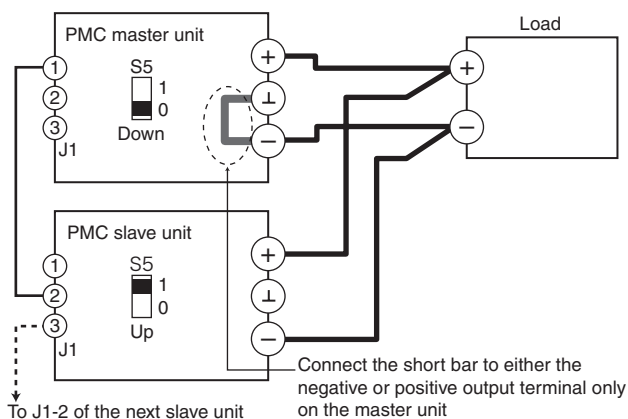 Load
PMC master unit
S5
1
0
Down
1
2
3
J1
+
⊥
−
+
−
PMC slave unit
S5
1
0
Up
1
2
3
J1
+
⊥
−
To J1-2 of the next slave unit
Connect the short bar to either the
negative or positive output terminal only
on the master unit